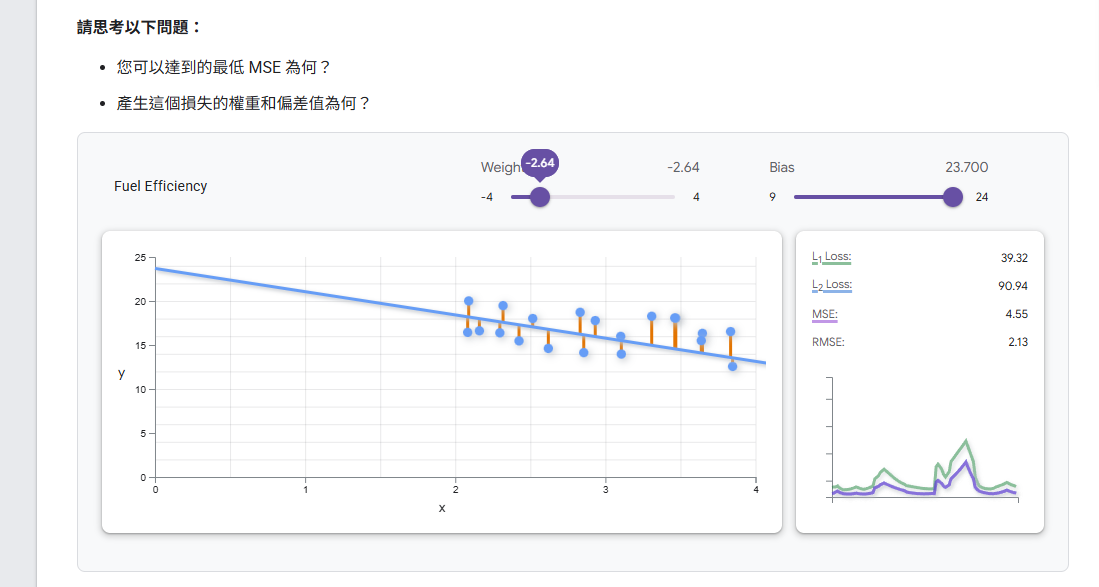 請思考以下問題：
• 您可以達到的最低 MSE 為何？
• 產生這個損失的權重和偏差值為何？
Fuel Efficiency
Weigh -2.64 -2.64
-4 4
Bias 23.700
9 24
25
20
15
10
5
0
y
0 1 2 3 4
x
L1 Loss: 39.32
L2 Loss: 90.94
MSE: 4.55
RMSE: 2.13